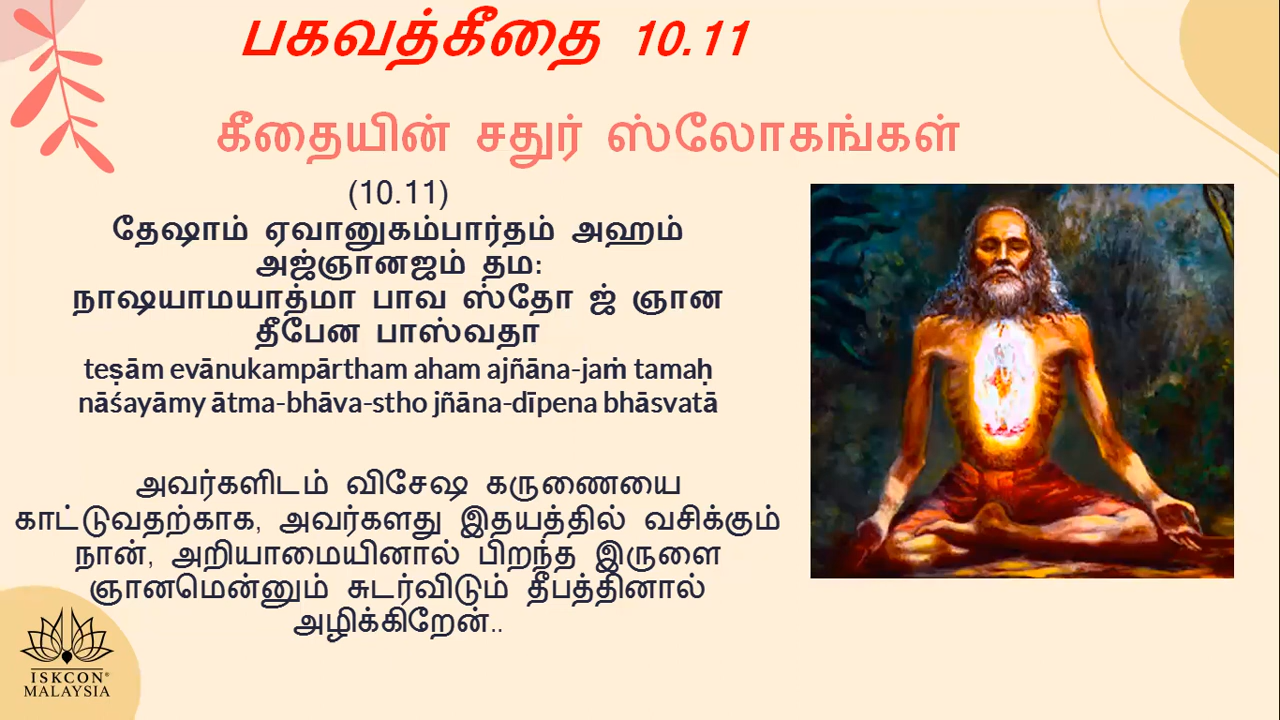 பகவத்கீதை 10.11
கீதையின் சதுர் ஸ்லோகங்கள்
(10.11)
தேஷாம் ஏவானுகம்பார்தம் அஹம்
அஜ்ஞானஜம் தம:
நாஷயாமயாத்மா பாவ ஸ்தோ ஜ் ஞான
தீபேன பாஸ்வதா
teṣām evānukampārtham aham ajñāna-jaṁ tamaḥ
nāśayāmy ātma-bhāva-stho jñāna-dīpena bhāsvatā
அவர்களிடம் விசேஷ கருணையை
காட்டுவதற்காக, அவர்களது இதயத்தில் வசிக்கும்
நான், அறியாமையினால் பிறந்த இருளை
ஞானமென்னும் சுடர்விடும் தீபத்தினால்
அழிக்கிறேன்..
ISKCON®
MALAYSIA